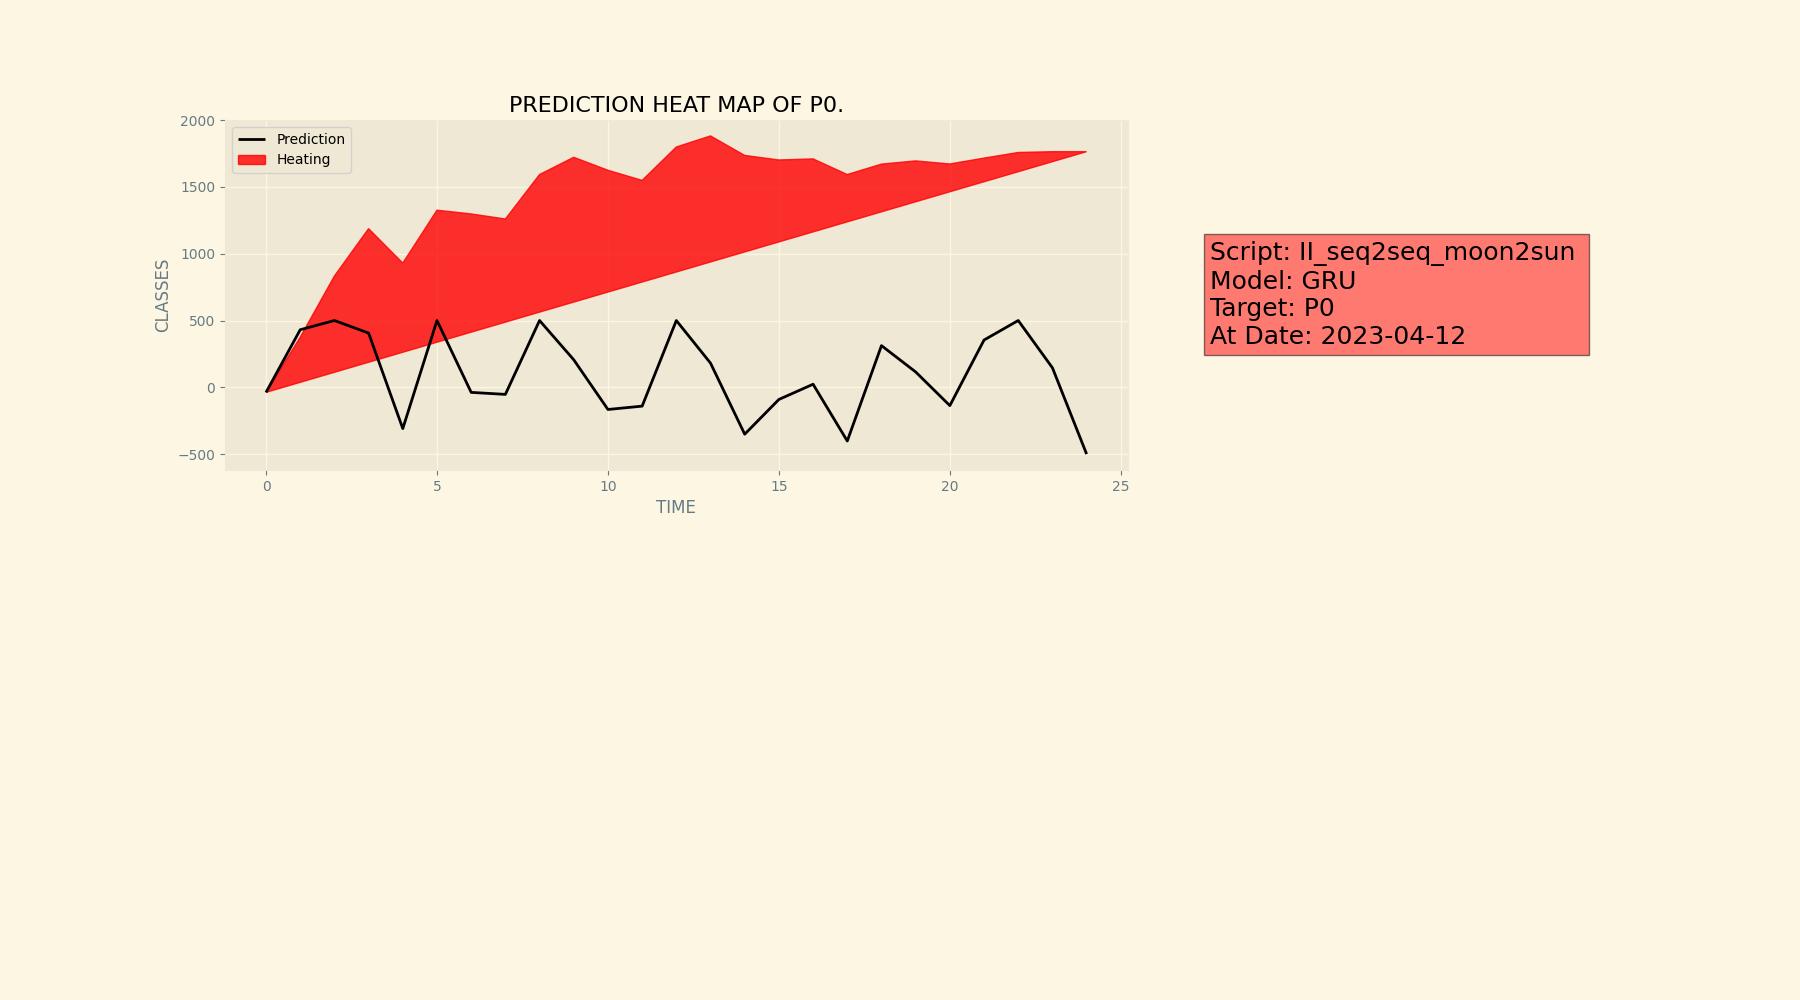 PREDICTION HEAT MAP OF P0.
Prediction
Heating
2000
1500
1000
500
0
−500
CLASSES
0 5 10 15 20 25
TIME
Script: II_seq2seq_moon2sun
Model: GRU
Target: P0
At Date: 2023-04-12